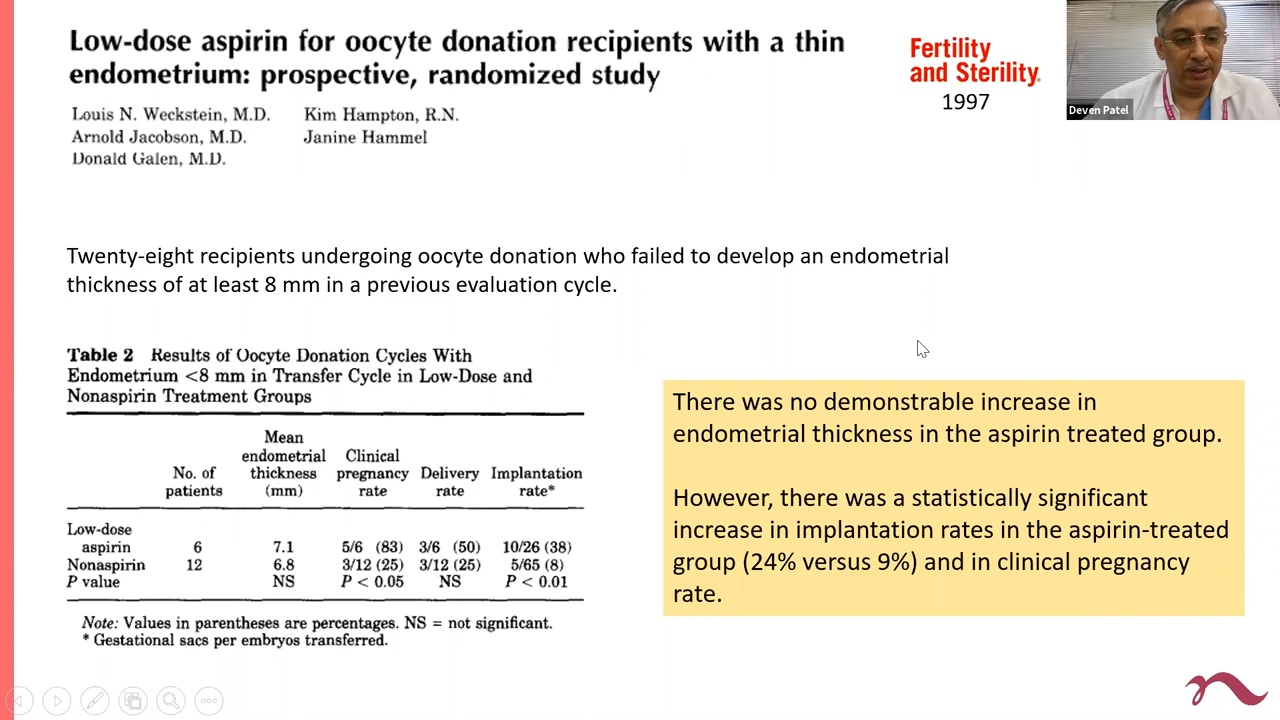 Low-dose aspirin for oocyte donation recipients with a thin
endometrium: prospective, randomized study
Louis N. Weckstein, M.D.
Arnold Jacobson, M.D.
Donald Galen, M.D.
Kim Hampton, R.N.
Janine Hammel
Fertility
and Sterility®
1997
Deven Patel
Twenty-eight recipients undergoing oocyte donation who failed to develop an endometrial
thickness of at least 8 mm in a previous evaluation cycle.
Table 2 Results of Oocyte Donation Cycles With
Endometrium <8 mm in Transfer Cycle in Low-Dose and
Nonaspirin Treatment Groups
Mean
endometrial Clinical
No. of thickness pregnancy Delivery Implantation
patients (mm) rate rate rate*
Low-dose
aspirin 6 7.1 5/6 (83) 3/6 (50) 10/26 (38)
Nonaspirin 12 6.8 3/12 (25) 3/12 (25) 5/65 (8)
P value NS P < 0.05 NS P < 0.01
Note: Values in parentheses are percentages. NS = not significant.
* Gestational sacs per embryos transferred.
There was no demonstrable increase in
endometrial thickness in the aspirin treated group.
However, there was a statistically significant
increase in implantation rates in the aspirin-treated
group (24% versus 9%) and in clinical pregnancy
rate.